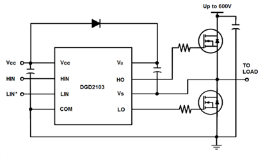 Up to 600V
Vcc
Vcc
VB
HIN
HIN
HO
DGD2103
TO
LOAD
LIN*
LIN
Vs
COM
LO